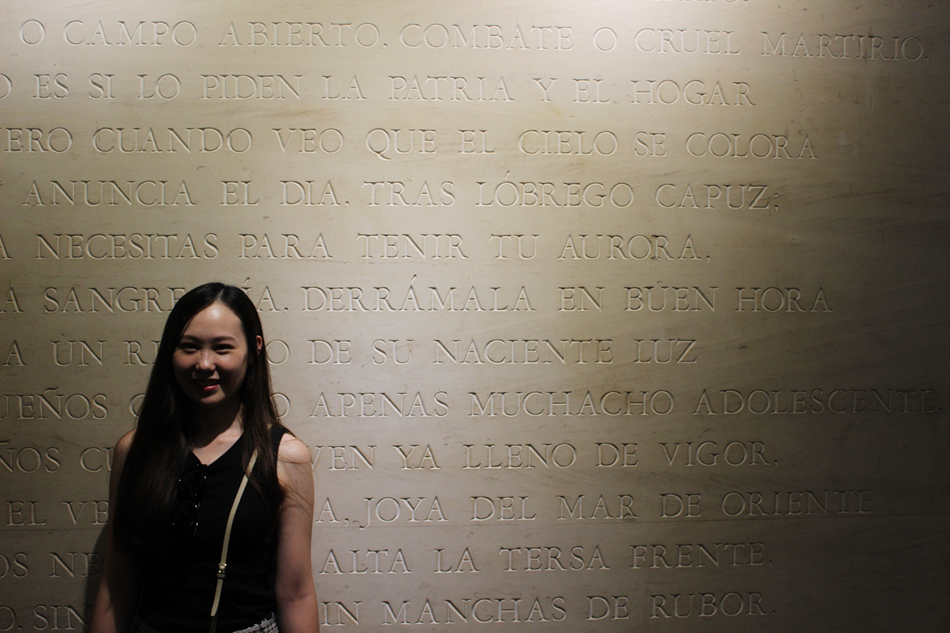 O CAMPO ABIERTO, COMBATE O CRUEL MARTIRIO,
O ES SI LO PIDEN LA PATRIA Y EL HOGAR
ERO CUANDO VEO QUE EL CIELO SE COLORA
ANUNCIA EL DIA, TRAS LÓBREGO CAPUZ;
A NECESITAS PARA TENIR TU AURORA,
A SANGRE IA, DERRÁMALA EN BUEN HORA
A UN R O DE SU NACIENTE LUZ
UEÑOS C O APENAS MUCHACHO ADOLESCENTE,
ÑOS CU VEN YA LLENO DE VIGOR,
EL VE A, JOYA DEL MAR DE ORIENTE
OS NE ALTA LA TERSA FRENTE,
O, SIN IN MANCHAS DE RUBOR.